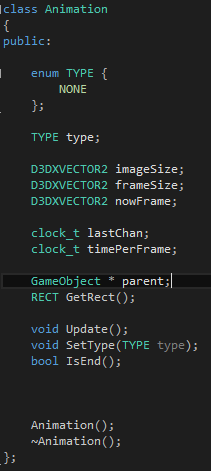 class Animation
{
public:
enum TYPE {
NONE
};
TYPE type;
D3DXVECTOR2 imageSize;
D3DXVECTOR2 frameSize;
D3DXVECTOR2 nowFrame;
clock_t lastChan;
clock_t timePerFrame;
GameObject * parent;
RECT GetRect();
void Update();
void SetType(TYPE type);
bool IsEnd();
Animation();
~Animation();
};